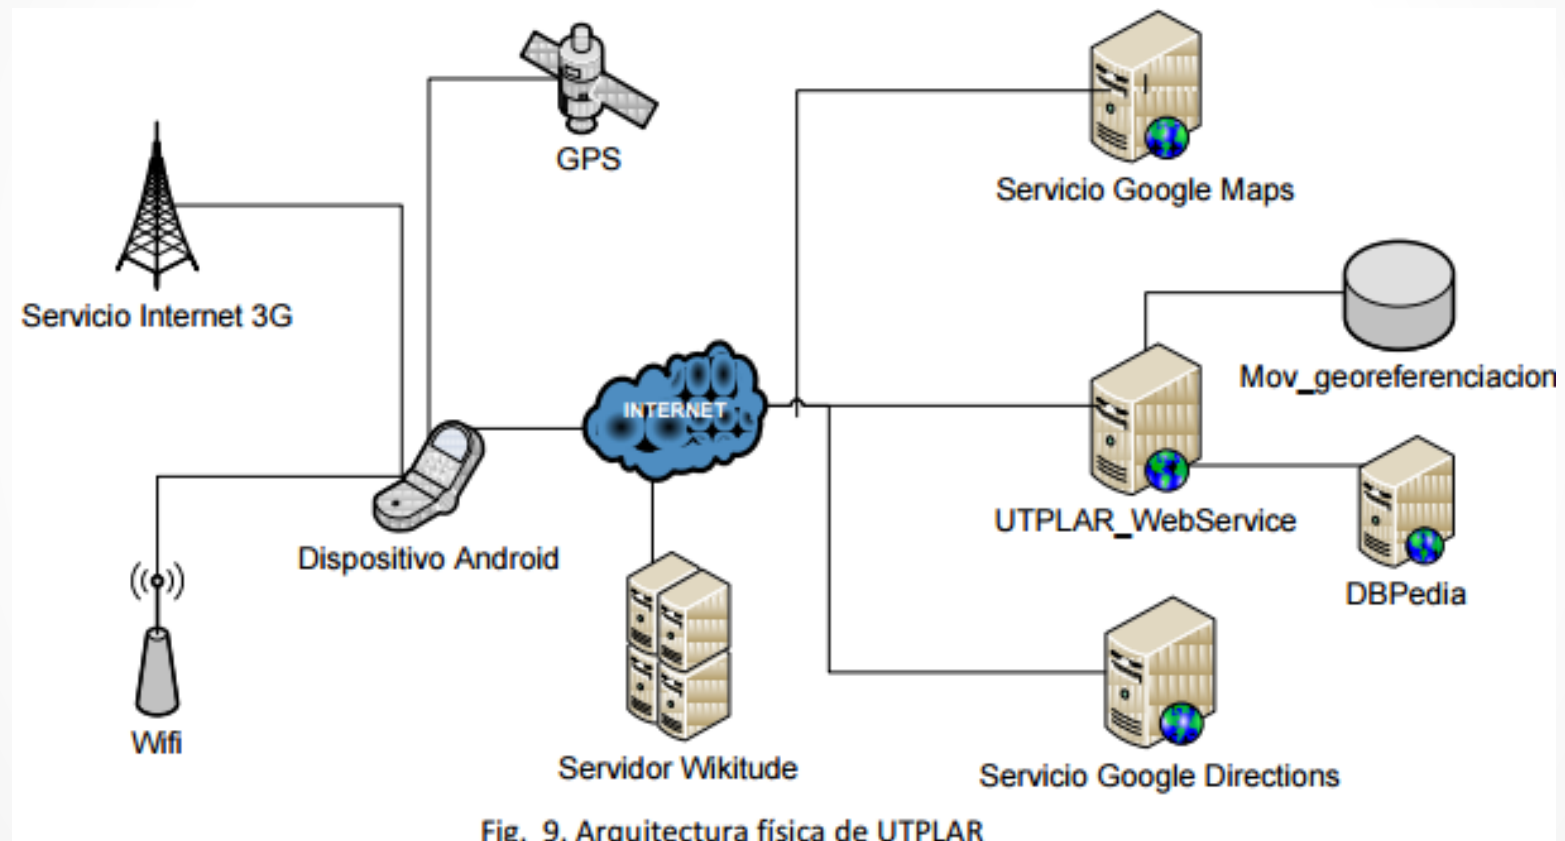 GPS
Servicio Google Maps
Servicio Internet 3G
Mov_georeferenciacion
INTERNET
UTPLAR_WebService
Dispositivo Android
DBPedia
Wifi
Servidor Wikitude
Servicio Google Directions
Fig. 9. Arquitectura física de UTPLAR